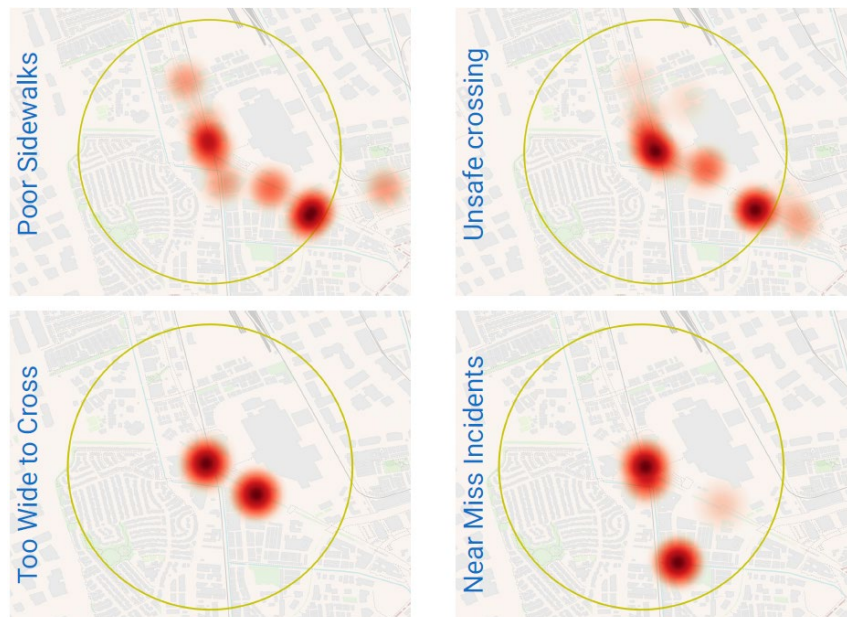 Poor Sidewalks
Unsafe crossing
Too Wide to Cross
Near Miss Incidents